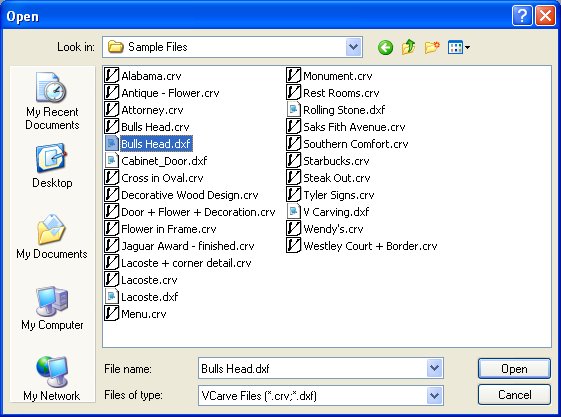 Open
Look in: Sample Files
My Recent
Documents
Desktop
My Documents
My Computer
My Network
Alabama.crv
Antique - Flower.crv
Attorney.crv
Bulls Head.crv
Bulls Head.dxf
Cabinet_Door.dxf
Cross in Oval.crv
Decorative Wood Design.crv
Door + Flower + Decoration.crv
Flower in Frame.crv
Jaguar Award - finished.crv
Lacoste + corner detail.crv
Lacoste.crv
Lacoste.dxf
Menu.crv
Monument.crv
Rest Rooms.crv
Rolling Stone.dxf
Saks Fith Avenue.crv
Southern Comfort.crv
Starbucks.crv
Steak Out.crv
Tyler Signs.crv
V Carving.dxf
Wendy's.crv
Westley Court + Border.crv
File name: Bulls Head.dxf Open
Files of type: VCarve Files (*.crv;*.dxf) Cancel